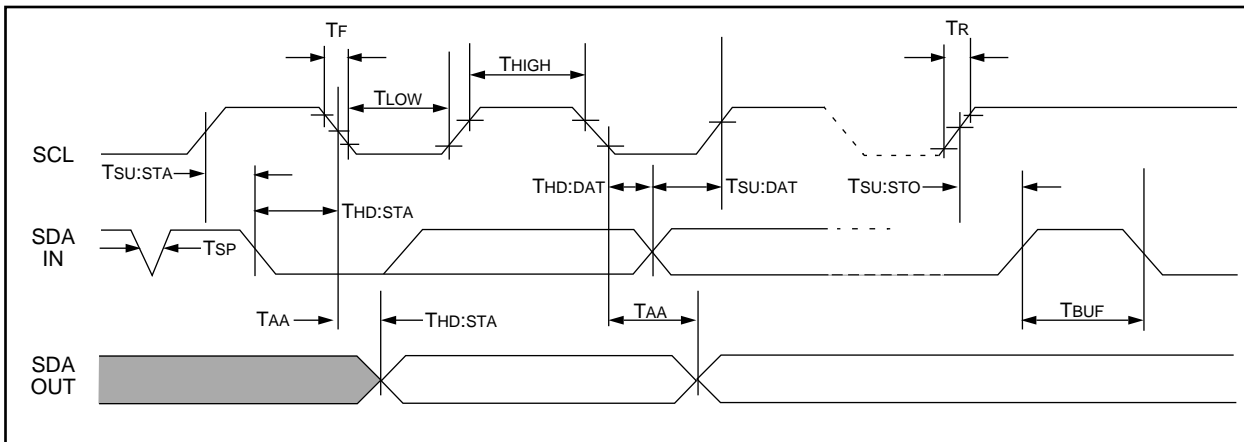 TF
TR
THIGH
TLOW
SCL
TSU:STA
THD:DAT
TSU:DAT
TSU:STO
THD:STA
SDA
IN
TSP
TAA
THD:STA
TAA
TBUF
SDA
OUT